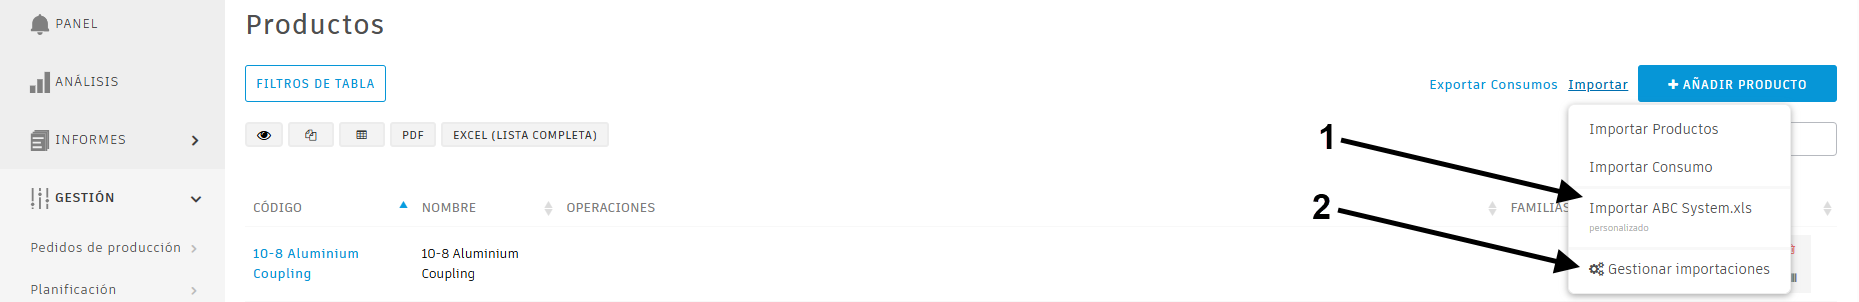 PANEL
ANÁLISIS
INFORMES
GESTIÓN
Pedidos de producción
Planificación
Productos
FILTROS DE TABLA
Exportar Consumos
Importar
+ AÑADIR PRODUCTO
PDF
EXCEL (LISTA COMPLETA)
Importar Productos
Importar Consumo
Importar ABC System.xls
personalizado
Gestionar importaciones
1
2
CÓDIGO
NOMBRE
OPERACIONES
FAMILIAS
10-8 Aluminium
Coupling
10-8 Aluminium
Coupling